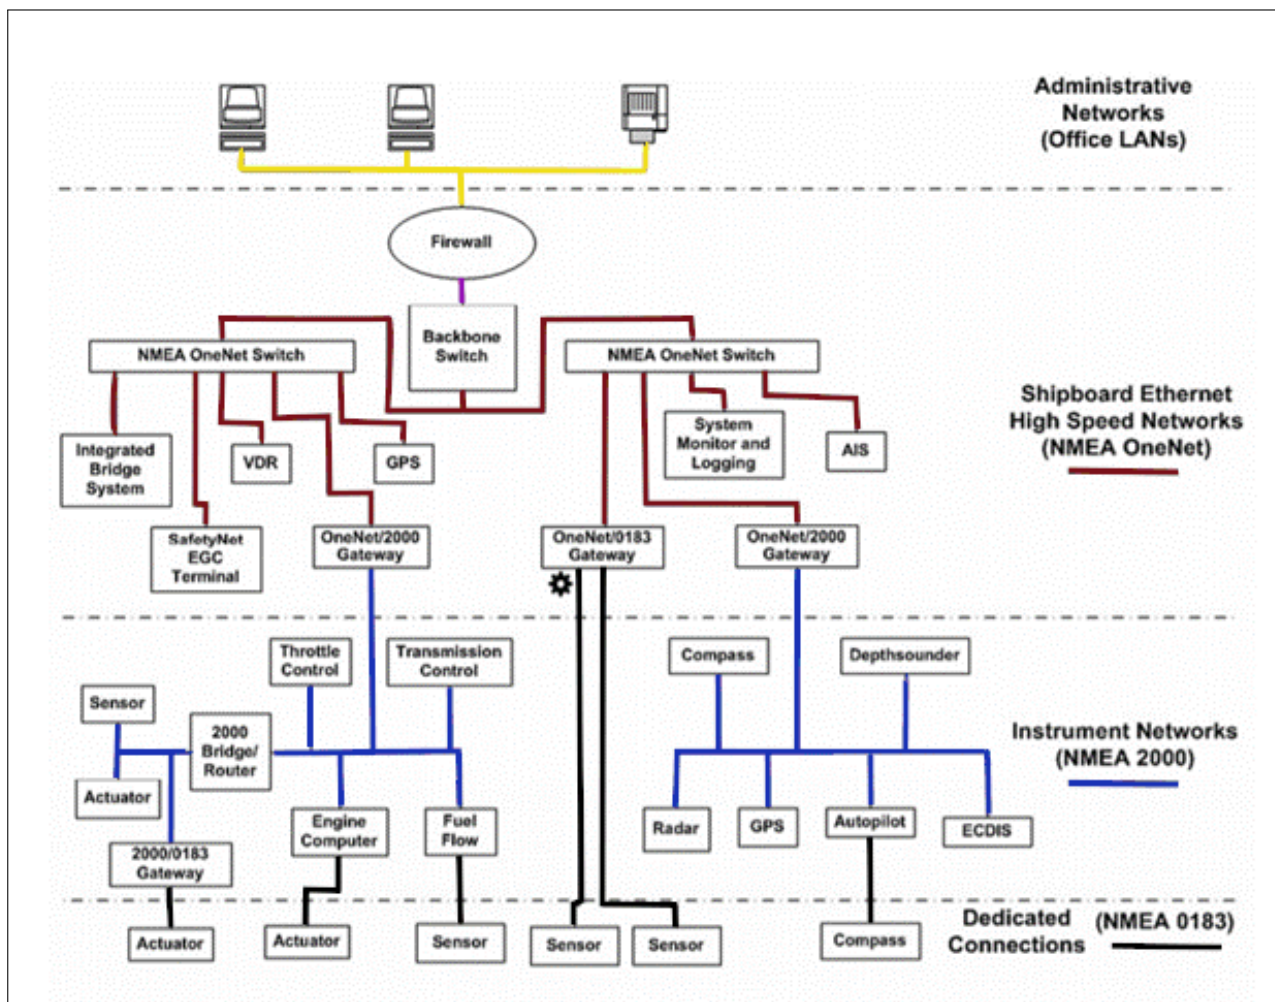 Administrative
Networks
(Office LANs)
Firewall
Backbone
Switch
NMEA OneNet Switch
NMEA OneNet Switch
Shipboard Ethernet
High Speed Networks
(NMEA OneNet)
Integrated
Bridge
System
VDR
GPS
System
Monitor and
Logging
AIS
SafetyNet
EGC
Terminal
OneNet/2000
Gateway
OneNet/0183
Gateway
OneNet/2000
Gateway
Throttle
Control
Transmission
Control
Compass
Depthsounder
Sensor
2000
Bridge/
Router
Instrument Networks
(NMEA 2000)
Actuator
Engine
Computer
Fuel
Flow
Radar
GPS
Autopilot
ECDIS
2000/0183
Gateway
Dedicated
Connections
(NMEA 0183)
Actuator
Actuator
Sensor
Sensor
Sensor
Compass